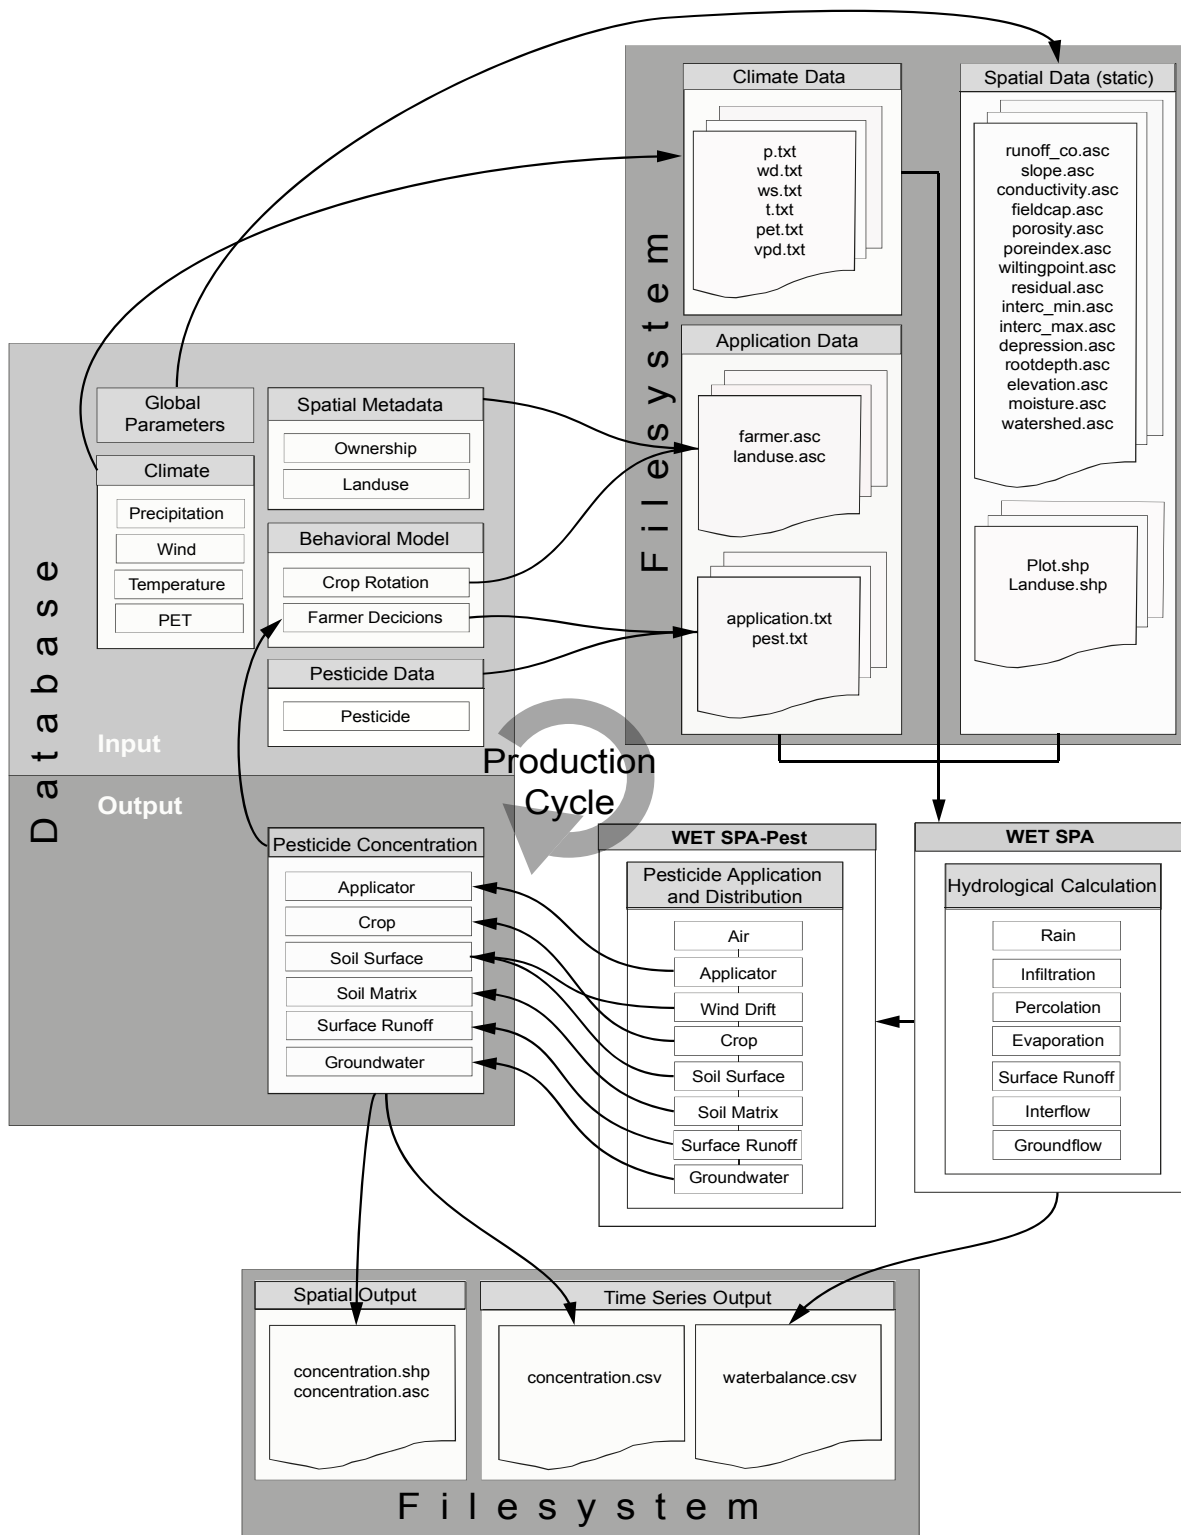 Climate Data
p.txt
wd.txt
ws.txt
t.txt
pet.txt
vpd.txt
Spatial Data (static)
runoff_co.asc
slope.asc
conductivity.asc
fieldcap.asc
porosity.asc
poreindex.asc
wiltingpoint.asc
residual.asc
interc_min.asc
interc_max.asc
depression.asc
rootdepth.asc
elevation.asc
moisture.asc
watershed.asc
Plot.shp
Landuse.shp
Application Data
farmer.asc
landuse.asc
application.txt
pest.txt
Filesystem
Database
Input
Global
Parameters
Climate
Precipitation
Wind
Temperature
PET
Spatial Metadata
Ownership
Landuse
Behavioral Model
Crop Rotation
Farmer Decicions
Pesticide Data
Pesticide
Production
Cycle
Output
Pesticide Concentration
Applicator
Crop
Soil Surface
Soil Matrix
Surface Runoff
Groundwater
WET SPA-Pest
Pesticide Application
and Distribution
Air
Applicator
Wind Drift
Crop
Soil Surface
Soil Matrix
Surface Runoff
Groundwater
WET SPA
Hydrological Calculation
Rain
Infiltration
Percolation
Evaporation
Surface Runoff
Interflow
Groundflow
Spatial Output
concentration.shp
concentration.asc
Time Series Output
concentration.csv
waterbalance.csv
Filesystem